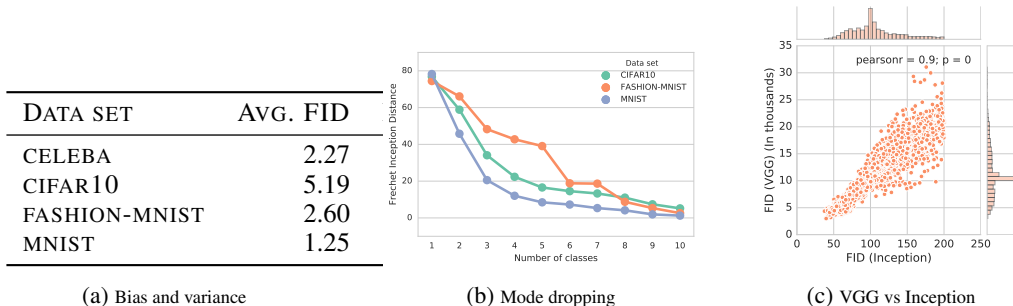 DATA SET AVG. FID
CELEBA 2.27
CIFAR10 5.19
FASHION-MNIST 2.60
MNIST 1.25
(a) Bias and variance
Frechet Inception Distance
80
60
40
20
0
Data set
CIFAR10
FASHION-MNIST
MNIST
1 2 3 4 5 6 7 8 9 10
Number of classes
(b) Mode dropping
FID (VGG) (In thousands)
35
30
25
20
15
10
5
0
pearsonr = 0.9; p = 0
0 50 100 150 200 250
FID (Inception)
(c) VGG vs Inception